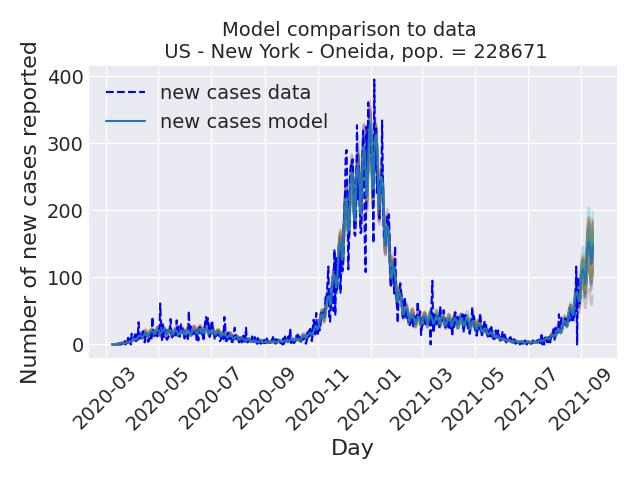 Model comparison to data
US - New York - Oneida, pop. = 228671
new cases data
new cases model
Number of new cases reported
400
300
200
100
0
2020-03
2020-05
2020-07
2020-09
2020-11
2021-01
2021-03
2021-05
2021-07
2021-09
Day